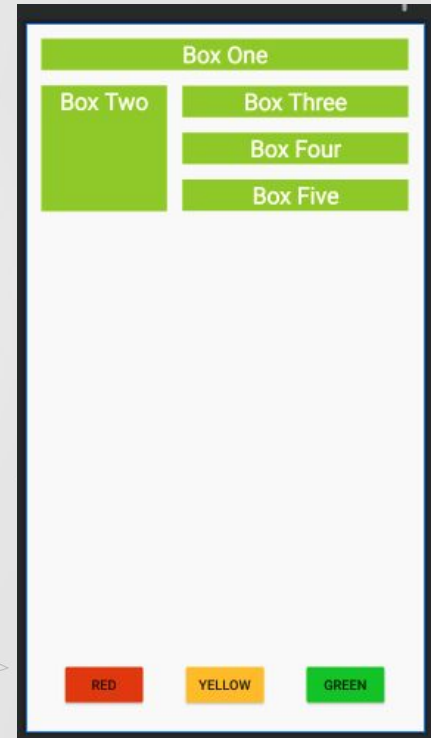 Box One
Box Two
Box Three
Box Four
Box Five
RED
YELLOW
GREEN